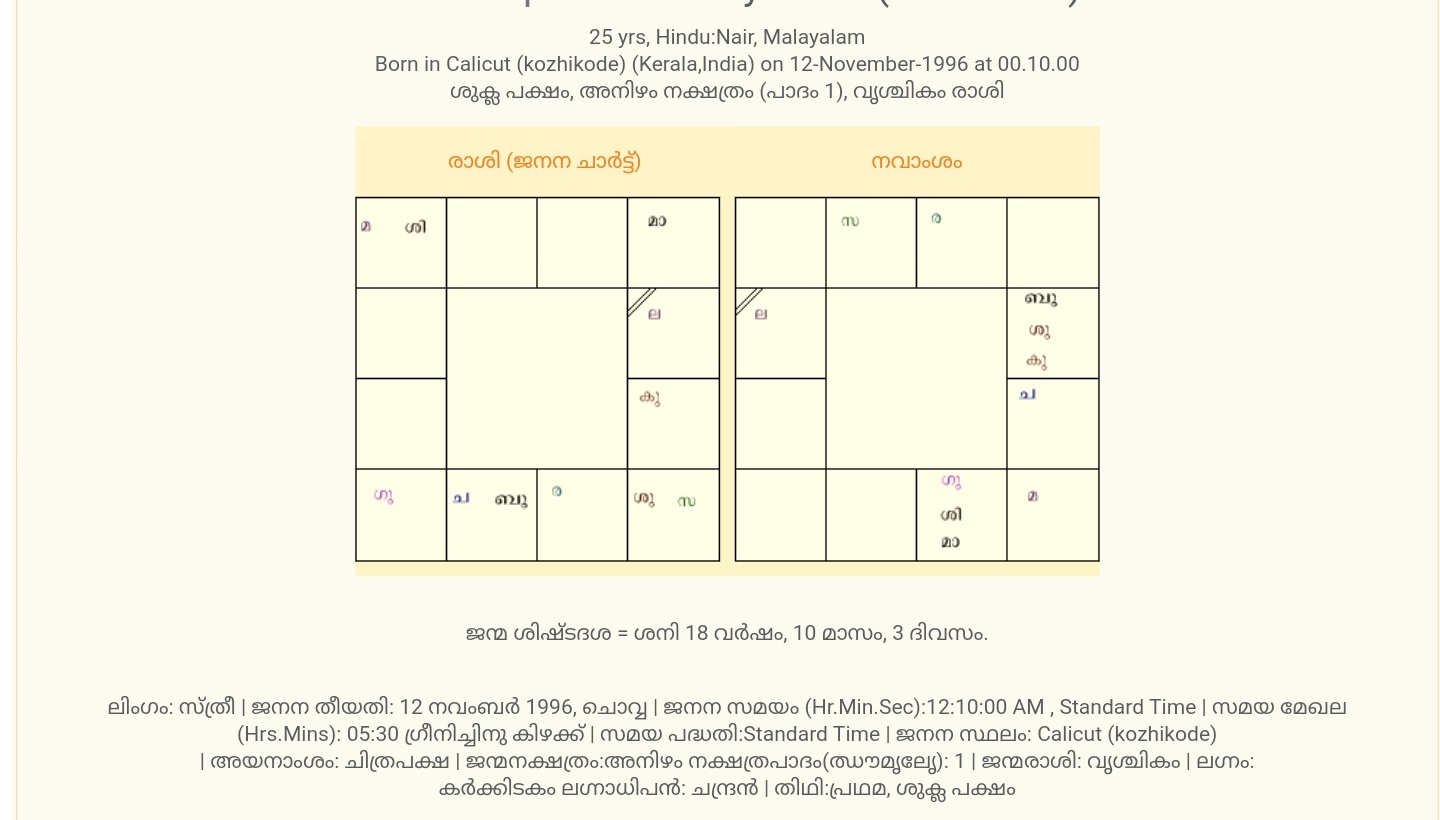 25 yrs, Hindu:Nair, Malayalam
Born in Calicut (kozhikode) (Kerala,India) on 12-November-1996 at 00.10.00
ശുക്ല പക്ഷം, അനിഴം നക്ഷത്രം (പാദം 1), വൃശ്ചികം രാശി
രാശി (ജനന ചാർട്ട്)
മ ശി മാ
ല
കു
ഗു ച ബു ര ശു സ
നവാംശം
സ ര
ല ബു
ശു
കു
ച
ഗു മ
ശി
മാ
ജന്മ ശിഷ്ടദശ = ശനി 18 വർഷം, 10 മാസം, 3 ദിവസം.
ലിംഗം: സ്ത്രീ | ജനന തീയതി: 12 നവംബർ 1996, ചൊവ്വ | ജനന സമയം (Hr.Min.Sec):12:10:00 AM , Standard Time | സമയ മേഖല
(Hrs.Mins): 05:30 ഗ്രീനിച്ചിനു കിഴക്ക് | സമയ പദ്ധതി:Standard Time | ജനന സ്ഥലം: Calicut (kozhikode)
| അയനാംശം: ചിത്രപക്ഷ | ജന്മനക്ഷത്രം:അനിഴം നക്ഷത്രപാദം(ഝൗമൃല്യേ): 1 | ജന്മരാശി: വൃശ്ചികം | ലഗ്നം:
കർക്കിടകം ലഗ്നാധിപൻ: ചന്ദ്രൻ | തിഥി:പ്രഥമ, ശുക്ല പക്ഷം